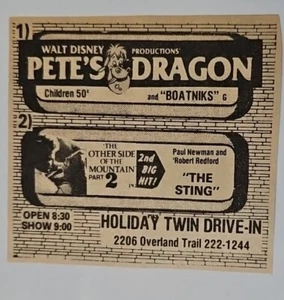 1)
WALT DISNEY PRODUCTIONS'
PETE'S DRAGON
Children 50¢ and "BOATNIKS" G
2)
THE
OTHER SIDE
OF THE
MOUNTAIN
PART 2
2nd
BIG
HIT!
Paul Newman and
Robert Redford
"THE
STING"
OPEN 8:30
SHOW 9:00
HOLIDAY TWIN DRIVE-IN
2206 Overland Trail 222-1244